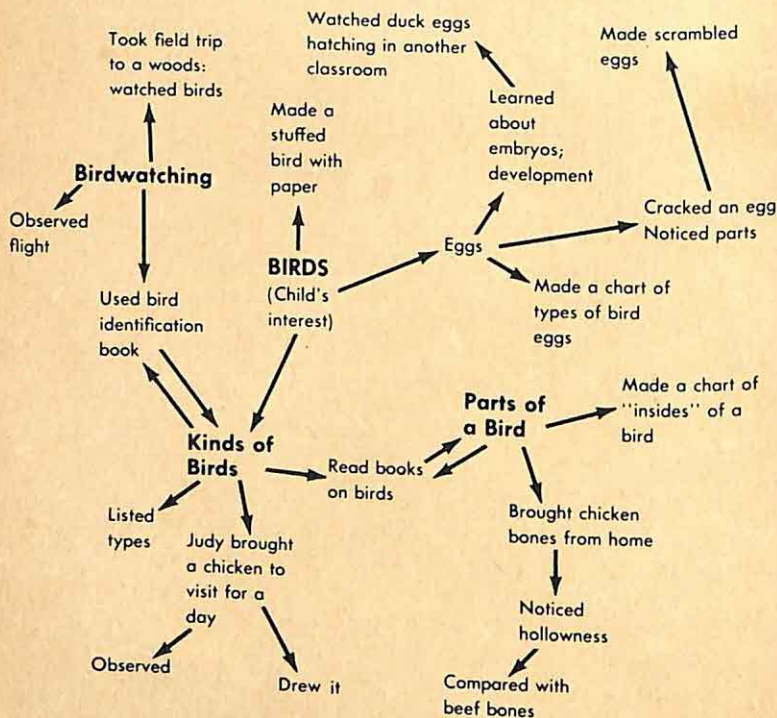 Took field trip
to a woods:
watched birds
Birdwatching
Observed
flight
Used bird
identification
book
Made a
stuffed
bird with
paper
BIRDS
(Child's
interest)
Watched duck eggs
hatching in another
classroom
Learned
about
embryos;
development
Eggs
Made scrambled
eggs
Cracked an egg
Noticed parts
Made a chart of
types of bird
eggs
Kinds of
Birds
Listed
types
Judy brought
a chicken to
visit for a
day
Observed
Drew it
Read books
on birds
Parts of
a Bird
Made a chart of
"insides" of a
bird
Brought chicken
bones from home
Noticed
hollowness
Compared with
beef bones